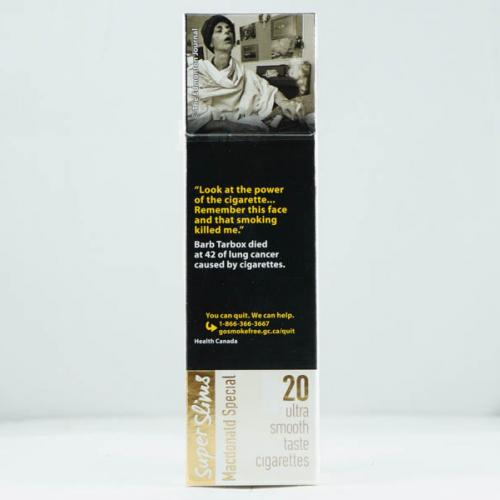 ©The Edmonton Journal
"Look at the power
of the cigarette...
Remember this face
and that smoking
killed me."
Barb Tarbox died
at 42 of lung cancer
caused by cigarettes.
You can quit. We can help.
1-866-366-3667
gosmokefree.gc.ca/quit
Health Canada
Super Slims
Macdonald Special
20
ultra
smooth
taste
cigarettes